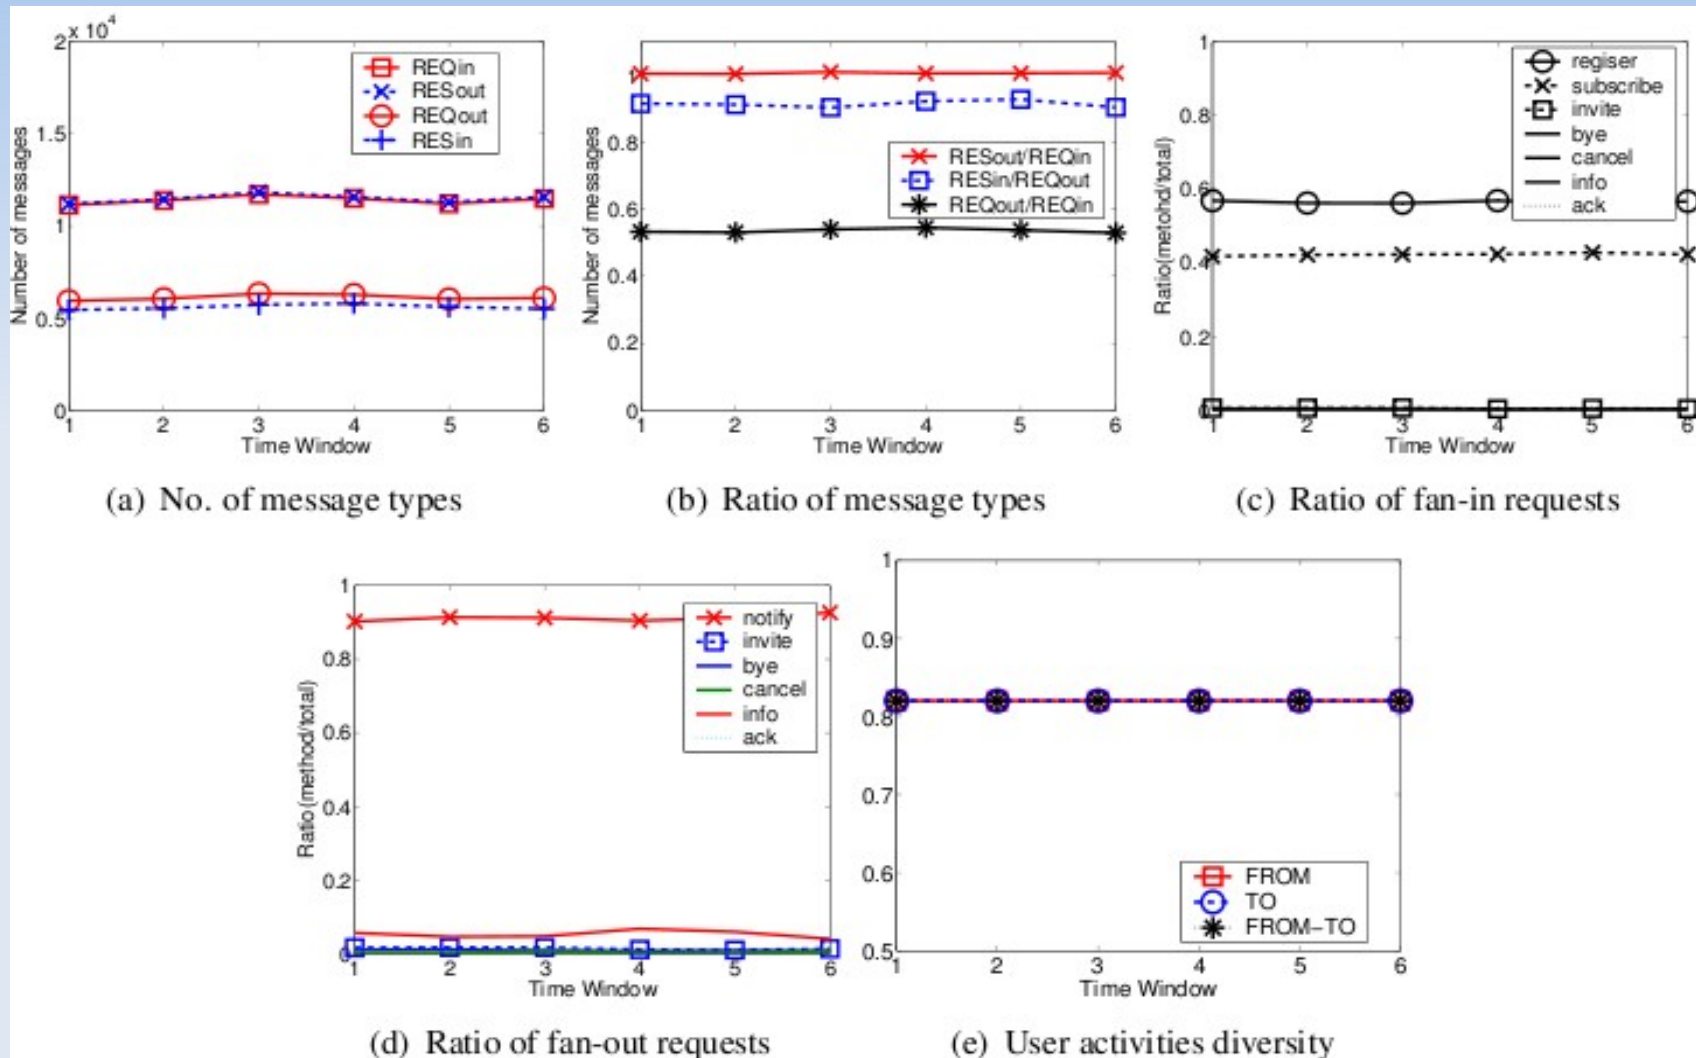 2 x 10^4
1.5
1
0.5
0
Number of messages
REQin
RESout
REQout
RESin
1 2 3 4 5 6
Time Window
(a) No. of message types
1
0.8
0.6
0.4
0.2
0
Number of messages
RESout/REQin
RESin/REQout
REQout/REQin
1 2 3 4 5 6
Time Window
(b) Ratio of message types
1
0.8
0.6
0.4
0.2
0
Ratio(metohd/total)
regiser
subscribe
invite
bye
cancel
info
ack
1 2 3 4 5 6
Time Window
(c) Ratio of fan-in requests
1
0.8
0.6
0.4
0.2
0
Ratio (method/total)
notify
invite
bye
cancel
info
ack
1 2 3 4 5 6
Time Window
(d) Ratio of fan-out requests
1
0.9
0.8
0.7
0.6
0.5
FROM
TO
FROM-TO
1 2 3 4 5 6
Time Window
(e) User activities diversity